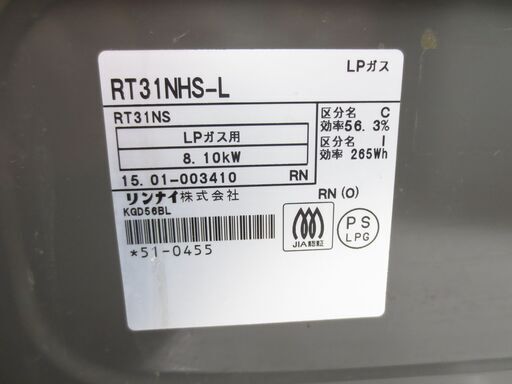 LPガス
RT31NHS-L
RT31NS
LPガス用
8.10kW
15.01-003410 RN
区分名 C
効率56.3%
区分名 I
効率 265Wh
リンナイ株式会社
RN(O)
KGD56BL
*51-0455
JIA認証
PS
LPG